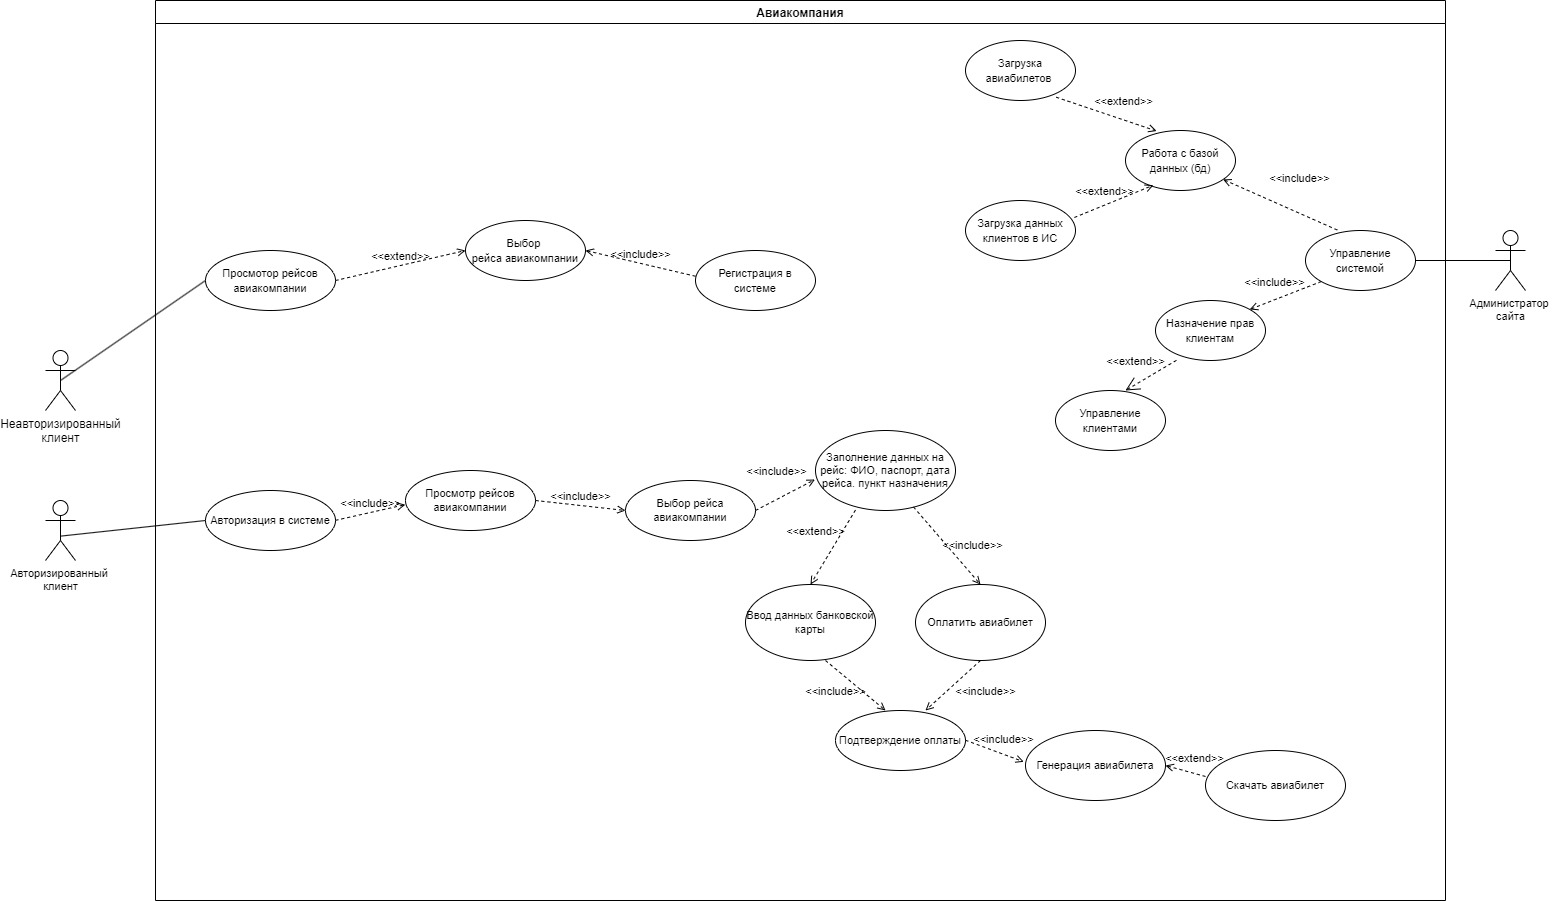 Авиакомпания
Загрузка
авиабилетов
<<extend>>
Работа с базой
данных (бд)
<<include>>
<<extend>>
Загрузка данных
клиентов в ИС
Управление
системой
Администратор
сайта
<<include>>
Назначение прав
клиентам
<<extend>>
Управление
клиентами
Просмотор рейсов
авиакомпании
<<extend>>
Выбор
рейса авиакомпании
<<include>>
Регистрация в
системе
Неавторизированный
клиент
Авторизированный
клиент
Авторизация в системе
<<include>>
Просмотр рейсов
авиакомпании
<<include>>
Выбор рейса
авиакомпании
<<include>>
Заполнение данных на
рейс: ФИО, паспорт, дата
рейса. пункт назначения
<<extend>>
<<include>>
Ввод данных банковской
карты
Оплатить авиабилет
<<include>>
<<include>>
Подтверждение оплаты
<<include>>
Генерация авиабилета
<<extend>>
Скачать авиабилет